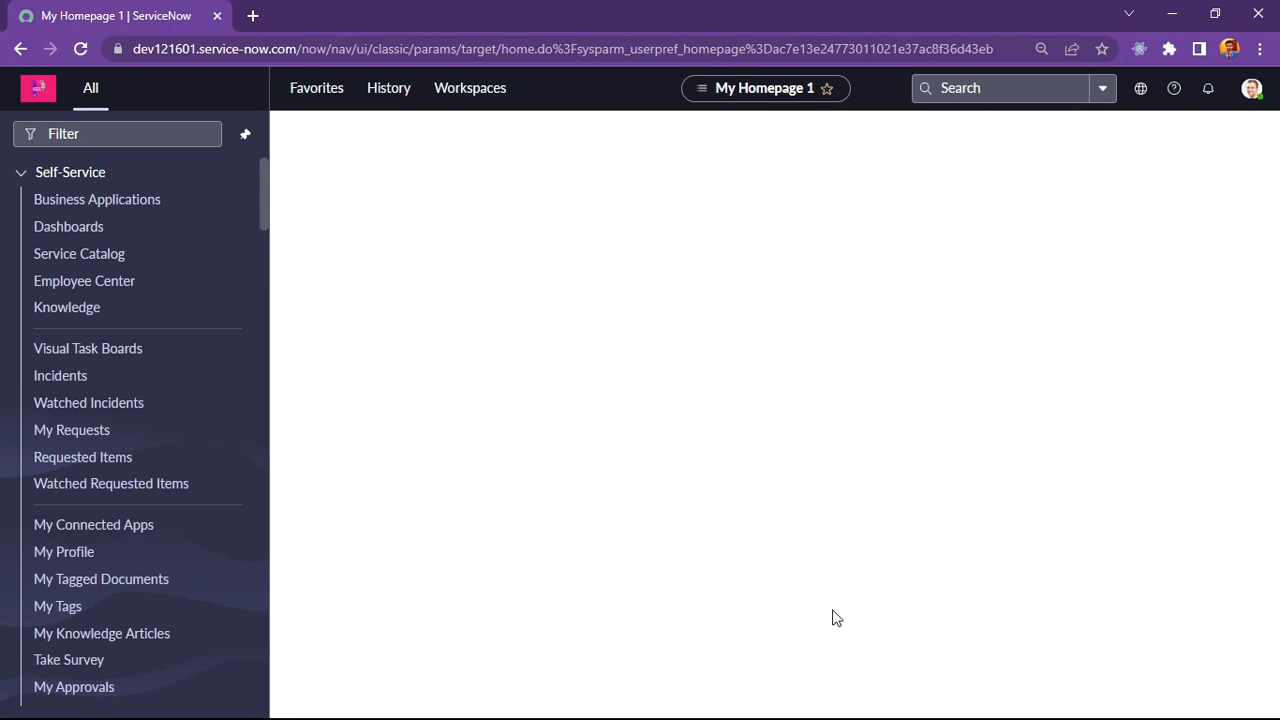 My Homepage 1 | ServiceNow
dev121601.service-now.com/now/nav/ui/classic/params/target/home.do%3Fsysparm_userpref_homepage%3Dac7e13e24773011021e37ac8f36d43eb
All
Favorites
History
Workspaces
My Homepage 1
Search
Filter
Self-Service
Business Applications
Dashboards
Service Catalog
Employee Center
Knowledge
Visual Task Boards
Incidents
Watched Incidents
My Requests
Requested Items
Watched Requested Items
My Connected Apps
My Profile
My Tagged Documents
My Tags
My Knowledge Articles
Take Survey
My Approvals